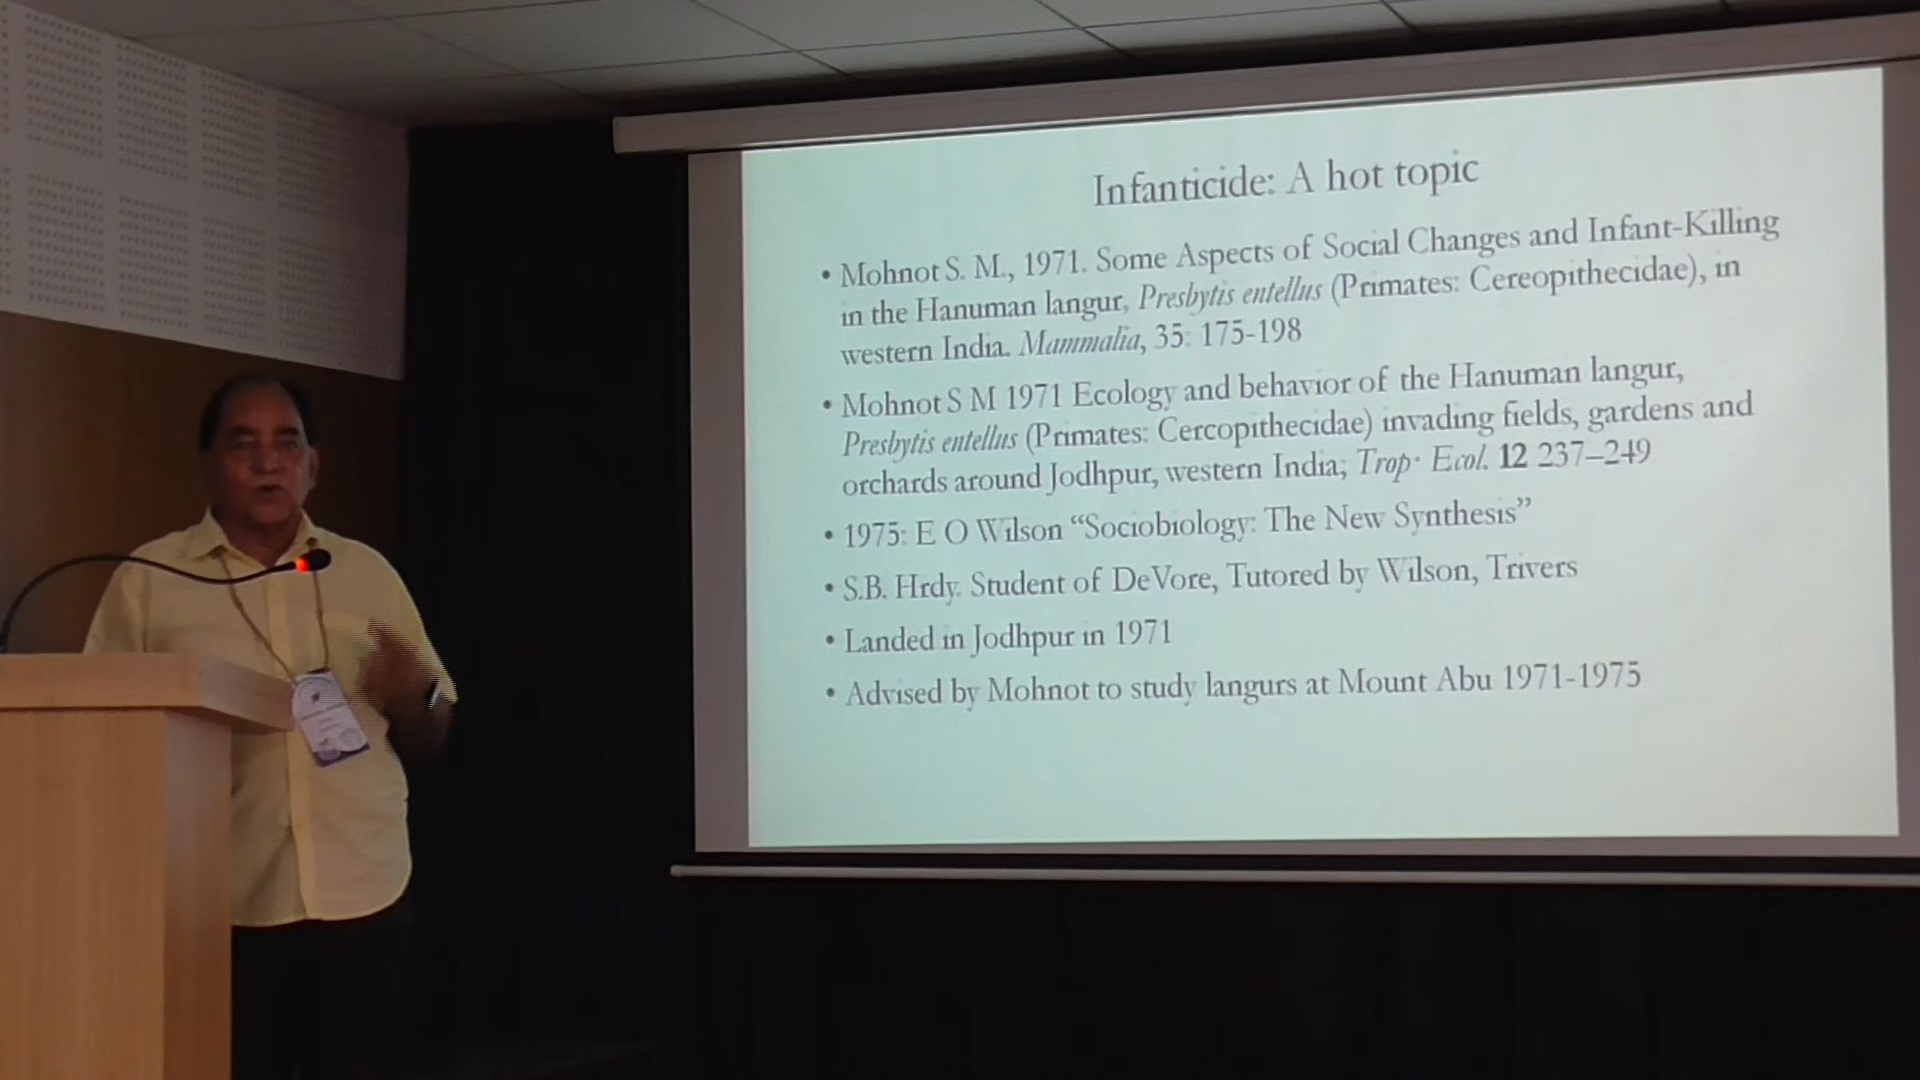 Infanticide: A hot topic
• Mohnot S. M., 1971. Some Aspects of Social Changes and Infant-Killing
in the Hanuman langur, Presbytis entellus (Primates: Cereopithecidae), in
western India. Mammalia, 35: 175-198
• Mohnot S M 1971 Ecology and behavior of the Hanuman langur,
Presbytis entellus (Primates: Cercopithecidae) invading fields, gardens and
orchards around Jodhpur, western India; Trop· Ecol. 12 237–249
• 1975: E O Wilson “Sociobiology: The New Synthesis”
• S.B. Hrdy. Student of DeVore, Tutored by Wilson, Trivers
• Landed in Jodhpur in 1971
• Advised by Mohnot to study langurs at Mount Abu 1971-1975